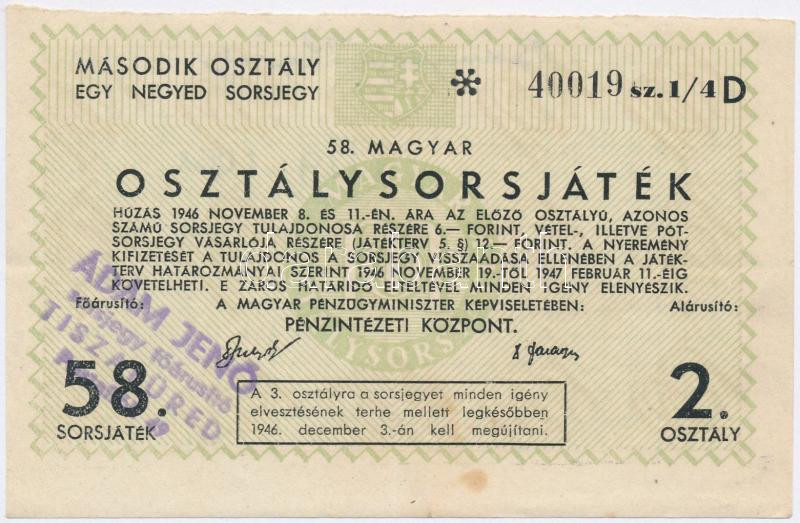 MÁSODIK OSZTÁLY
EGY NEGYED SORSJEGY
* 40019 sz. 1/4 D
58. MAGYAR
OSZTÁLYSORSJÁTÉK
HÚZÁS 1946 NOVEMBER 8. ÉS 11.-ÉN. ÁRA AZ ELŐZŐ OSZTÁLYÚ, AZONOS
SZÁMÚ SORSJEGY TULAJDONOSA RÉSZÉRE 6.— FORINT, VÉTEL-, ILLETVE PÓT-
SORSJEGY VÁSÁRLÓJA RÉSZÉRE (JÁTÉKTERV 5. §) 12.— FORINT. A NYEREMÉNY
KIFIZETÉSÉT A TULAJDONOS A SORSJEGY VISSZAADÁSA ELLENÉBEN A JÁTÉK-
TERV HATÁROZMÁNYAI SZERINT 1946 NOVEMBER 19.-TŐL 1947 FEBRUÁR 11.-ÉIG
KÖVETELHETI. E ZÁROS HATÁRIDŐ ELTELTÉVEL MINDEN IGÉNY ELENYÉSZIK.
Főárusító: A MAGYAR PÉNZÜGYMINISZTER KÉPVISELETÉBEN: Alárusító:
PÉNZINTÉZETI KÖZPONT.
ÁDÁM JENŐ
sorsjegy főárusító
TISZAFÜRED
58.
SORSJÁTÉK
A 3. osztályra a sorsjegyet minden igény
elvesztésének terhe mellett legkésőbben
1946. december 3.-án kell megújítani.
2.
OSZTÁLY